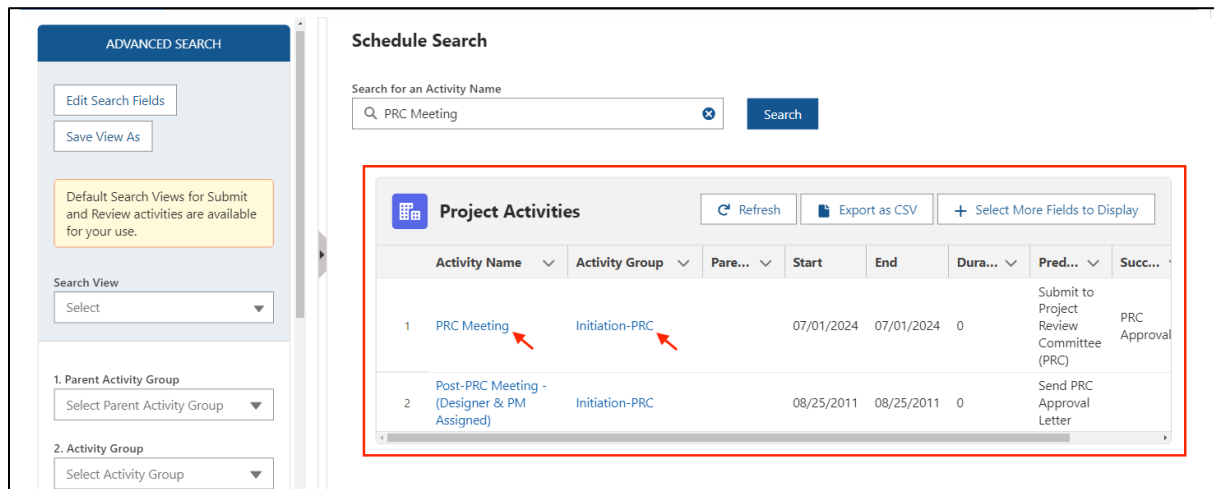 ADVANCED SEARCH
Edit Search Fields
Save View As
Default Search Views for Submit
and Review activities are available
for your use.
Search View
Select
1. Parent Activity Group
Select Parent Activity Group
2. Activity Group
Select Activity Group
Schedule Search
Search for an Activity Name
PRC Meeting
Search
Project Activities
Refresh
Export as CSV
+ Select More Fields to Display
Activity Name Activity Group Pare... Start End Dura... Pred... Succ...
1 PRC Meeting Initiation-PRC 07/01/2024 07/01/2024 0
Submit to
Project
Review
Committee
(PRC)
PRC
Approval
2
Post-PRC Meeting -
(Designer & PM
Assigned)
Initiation-PRC 08/25/2011 08/25/2011 0
Send PRC
Approval
Letter